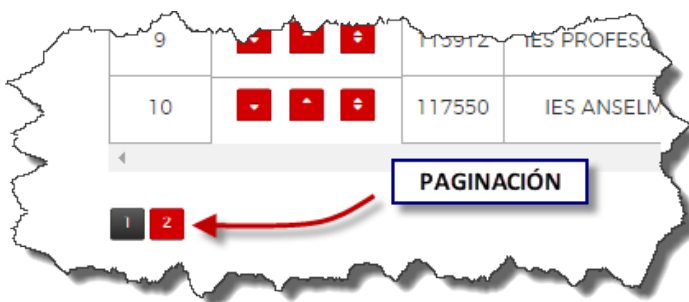 9 115912 IES PROFESO
10 117550 IES ANSELM
PAGINACIÓN
1 2